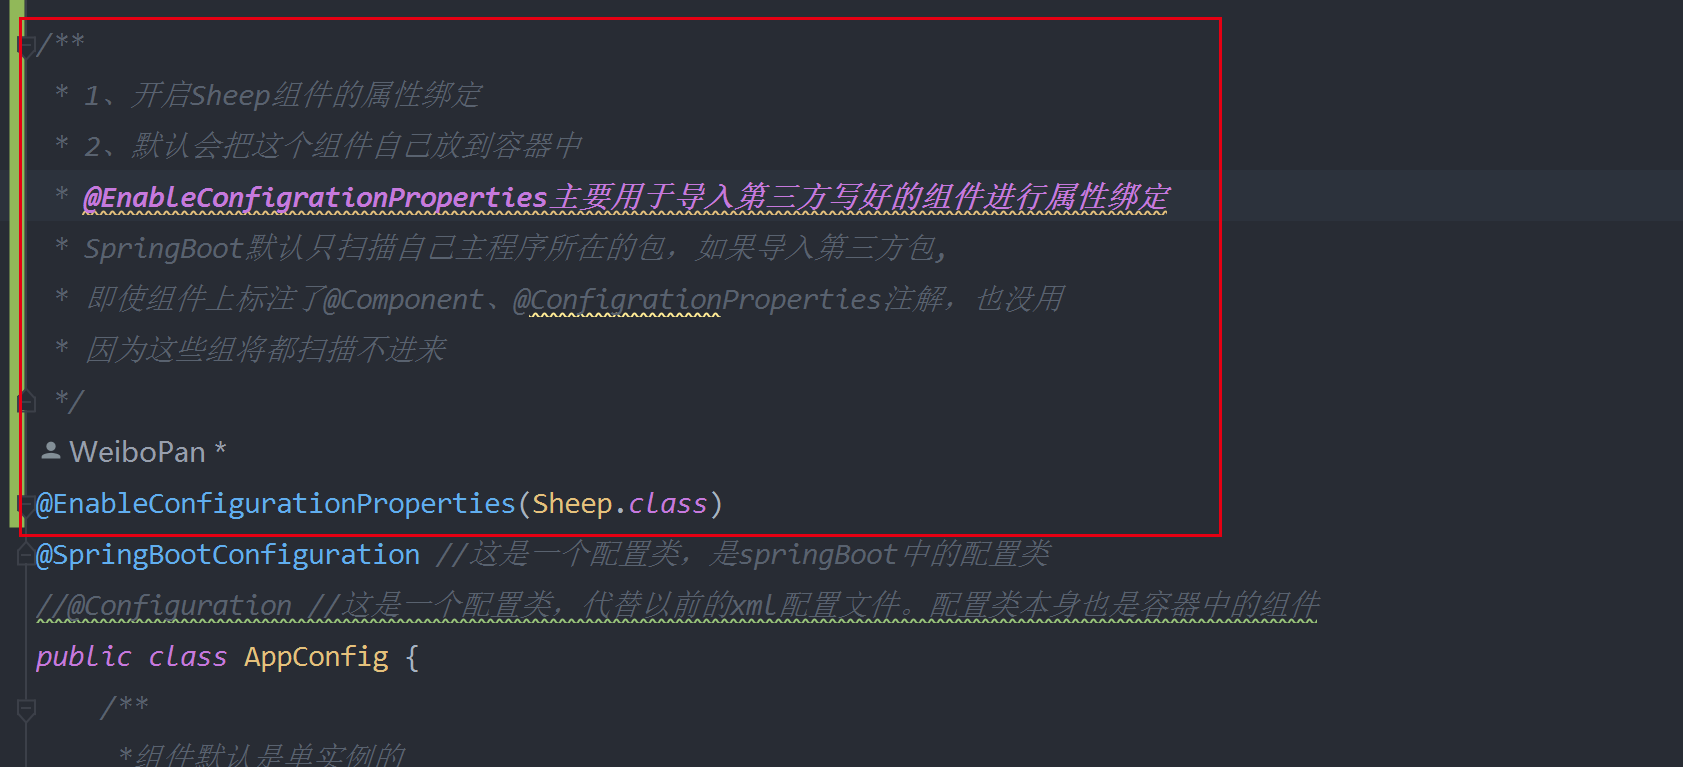 /**
* 1、开启Sheep组件的属性绑定
* 2、默认会把这个组件自己放到容器中
* @EnableConfigrationProperties主要用于导入第三方写好的组件进行属性绑定
* SpringBoot默认只扫描自己主程序所在的包，如果导入第三方包，
* 即使组件上标注了@Component、@ConfigrationProperties注解，也没用
* 因为这些组将都扫描不进来
*/
WeiboPan *
@EnableConfigurationProperties(Sheep.class)
@SpringBootConfiguration //这是一个配置类，是springBoot中的配置类
//@Configuration //这是一个配置类，代替以前的xml配置文件。配置类本身也是容器中的组件
public class AppConfig {
/**
*组件默认是单实例的